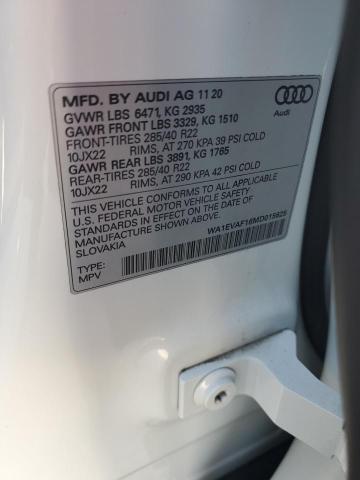 MFD. BY AUDI AG 11 20
GVWR LBS 6471, KG 2935
GAWR FRONT LBS 3329, KG 1510
FRONT-TIRES 285/40 R22
10JX22 RIMS, AT 270 KPA 39 PSI COLD
GAWR REAR LBS 3891, KG 1765
REAR-TIRES 285/40 R22
10JX22 RIMS, AT 290 KPA 42 PSI COLD
THIS VEHICLE CONFORMS TO ALL APPLICABLE
U.S. FEDERAL MOTOR VEHICLE SAFETY
STANDARDS IN EFFECT ON THE DATE OF
MANUFACTURE SHOWN ABOVE.
SLOVAKIA
TYPE:
MPV
WA1EVAF16MD015625
Audi